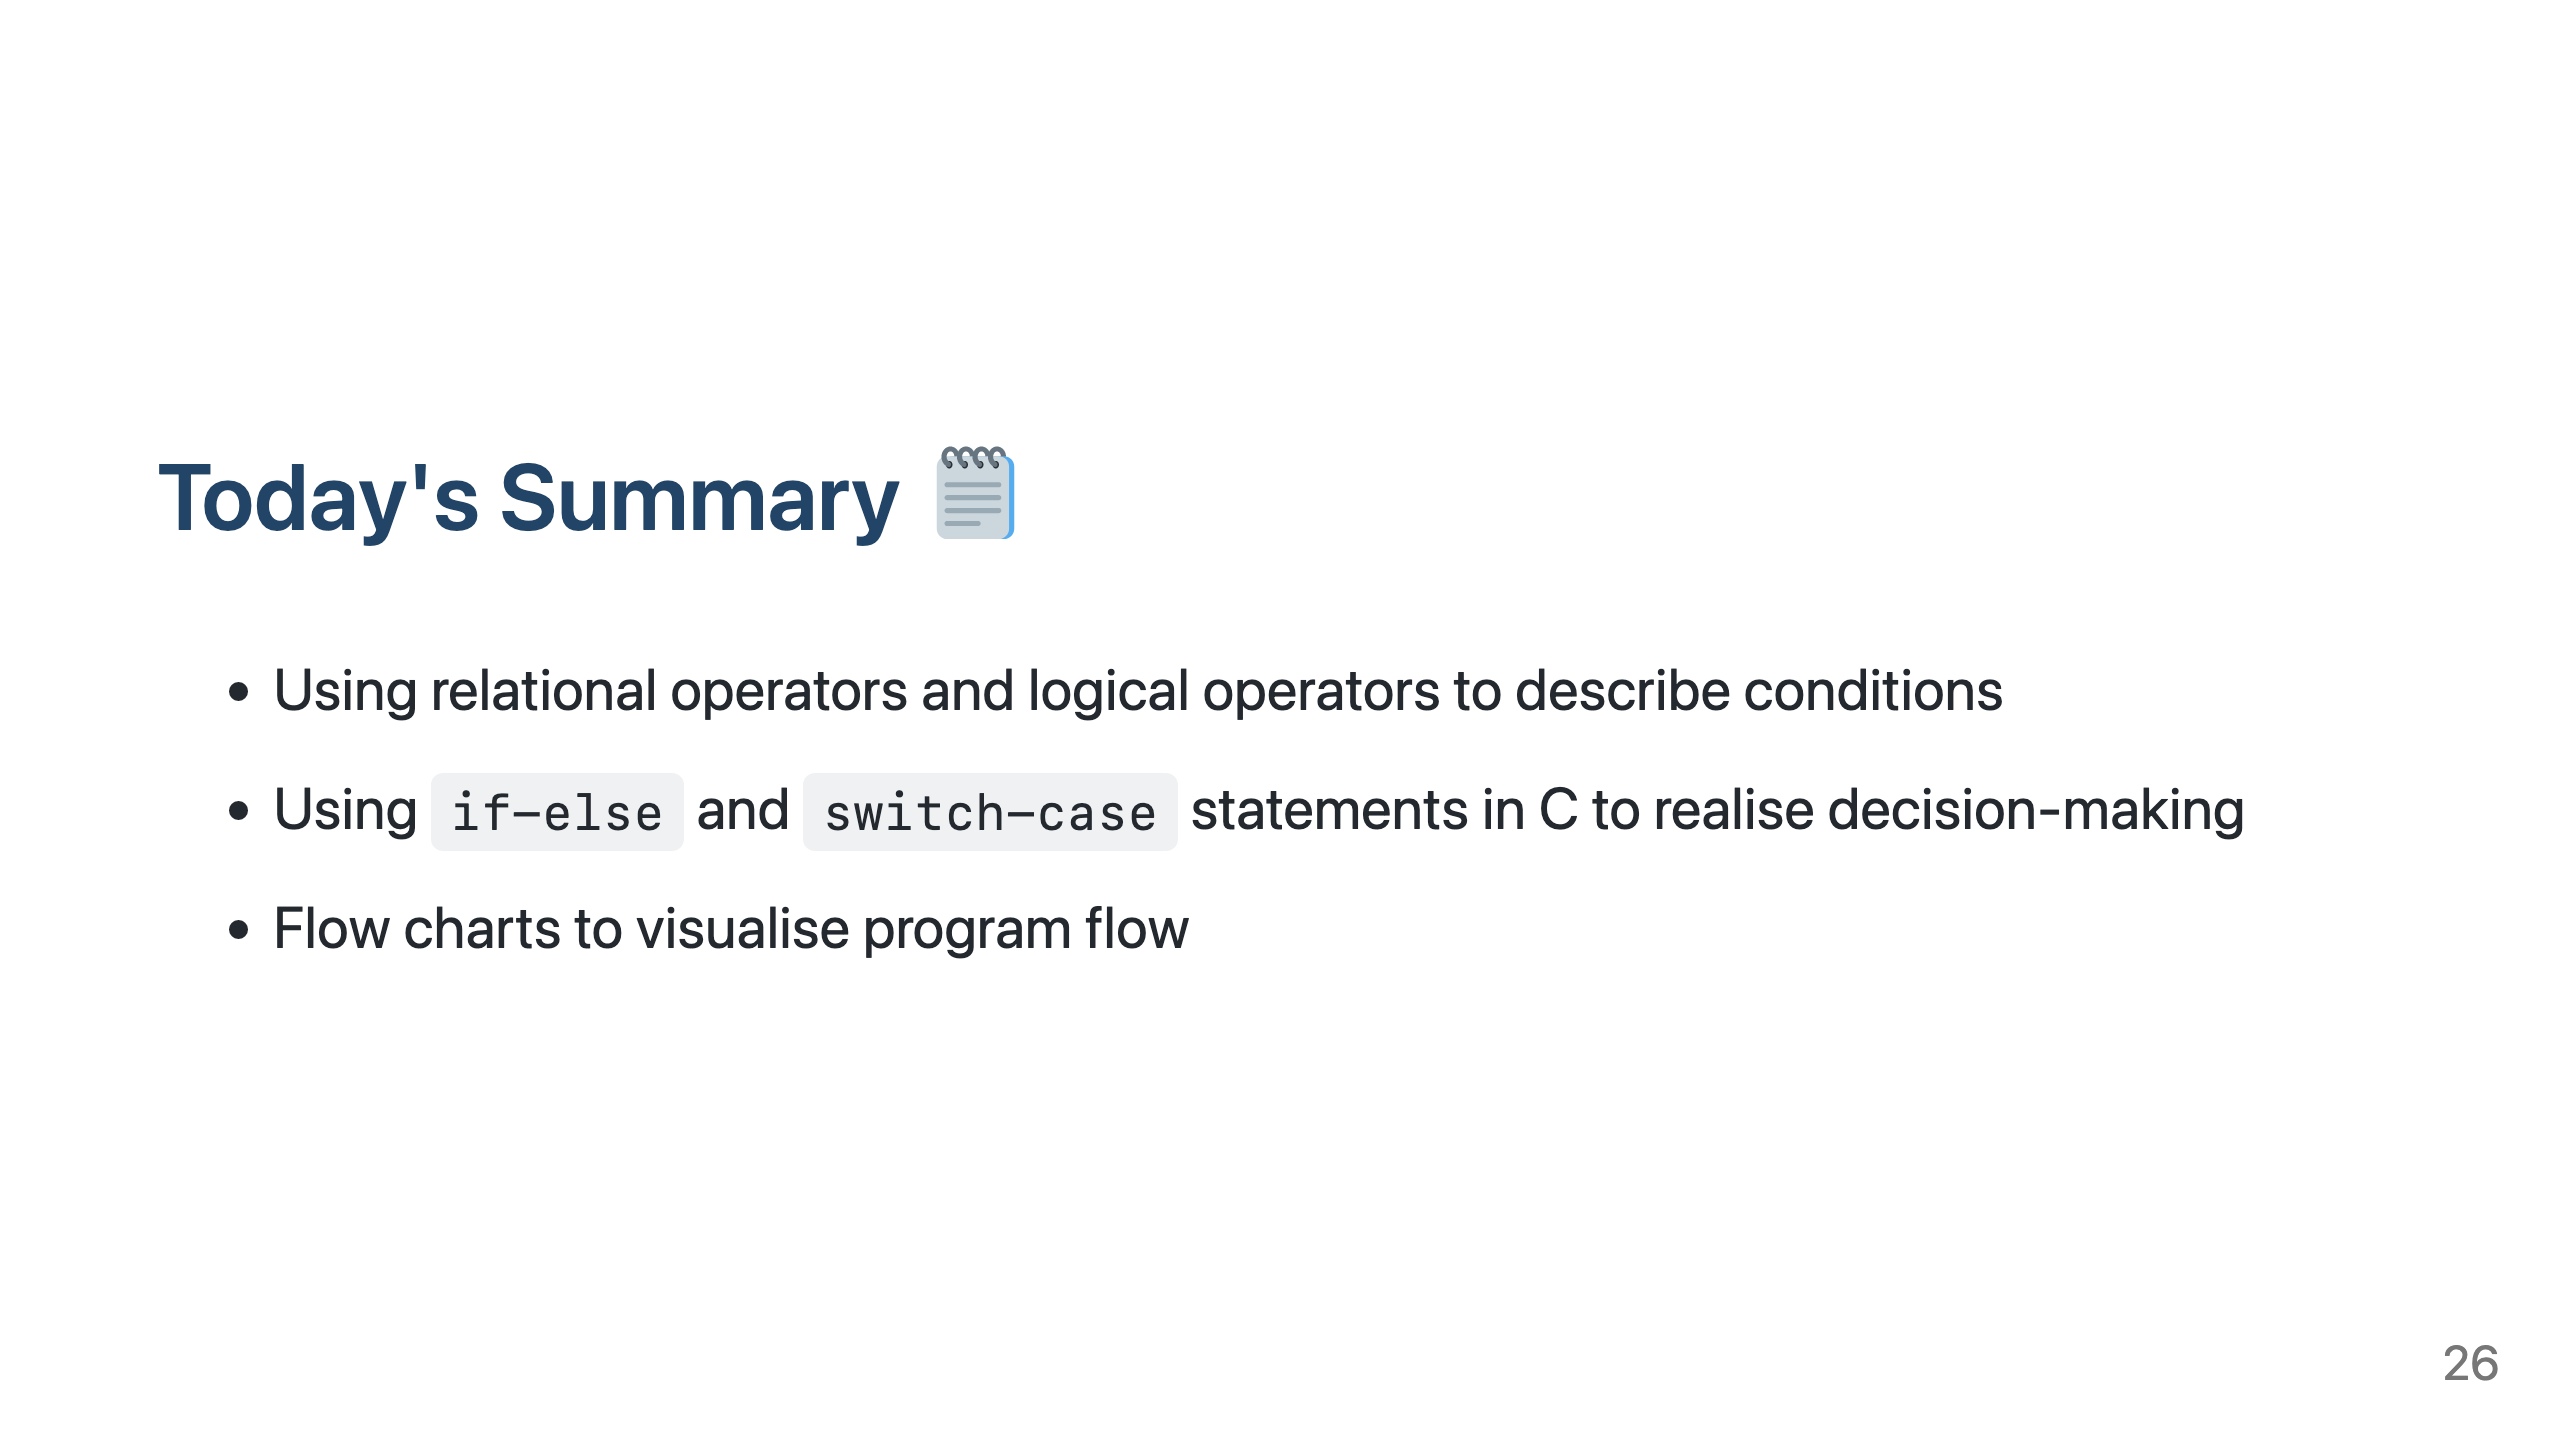 Today's Summary 🗒️
• Using relational operators and logical operators to describe conditions
• Using if-else and switch-case statements in C to realise decision-making
• Flow charts to visualise program flow
26